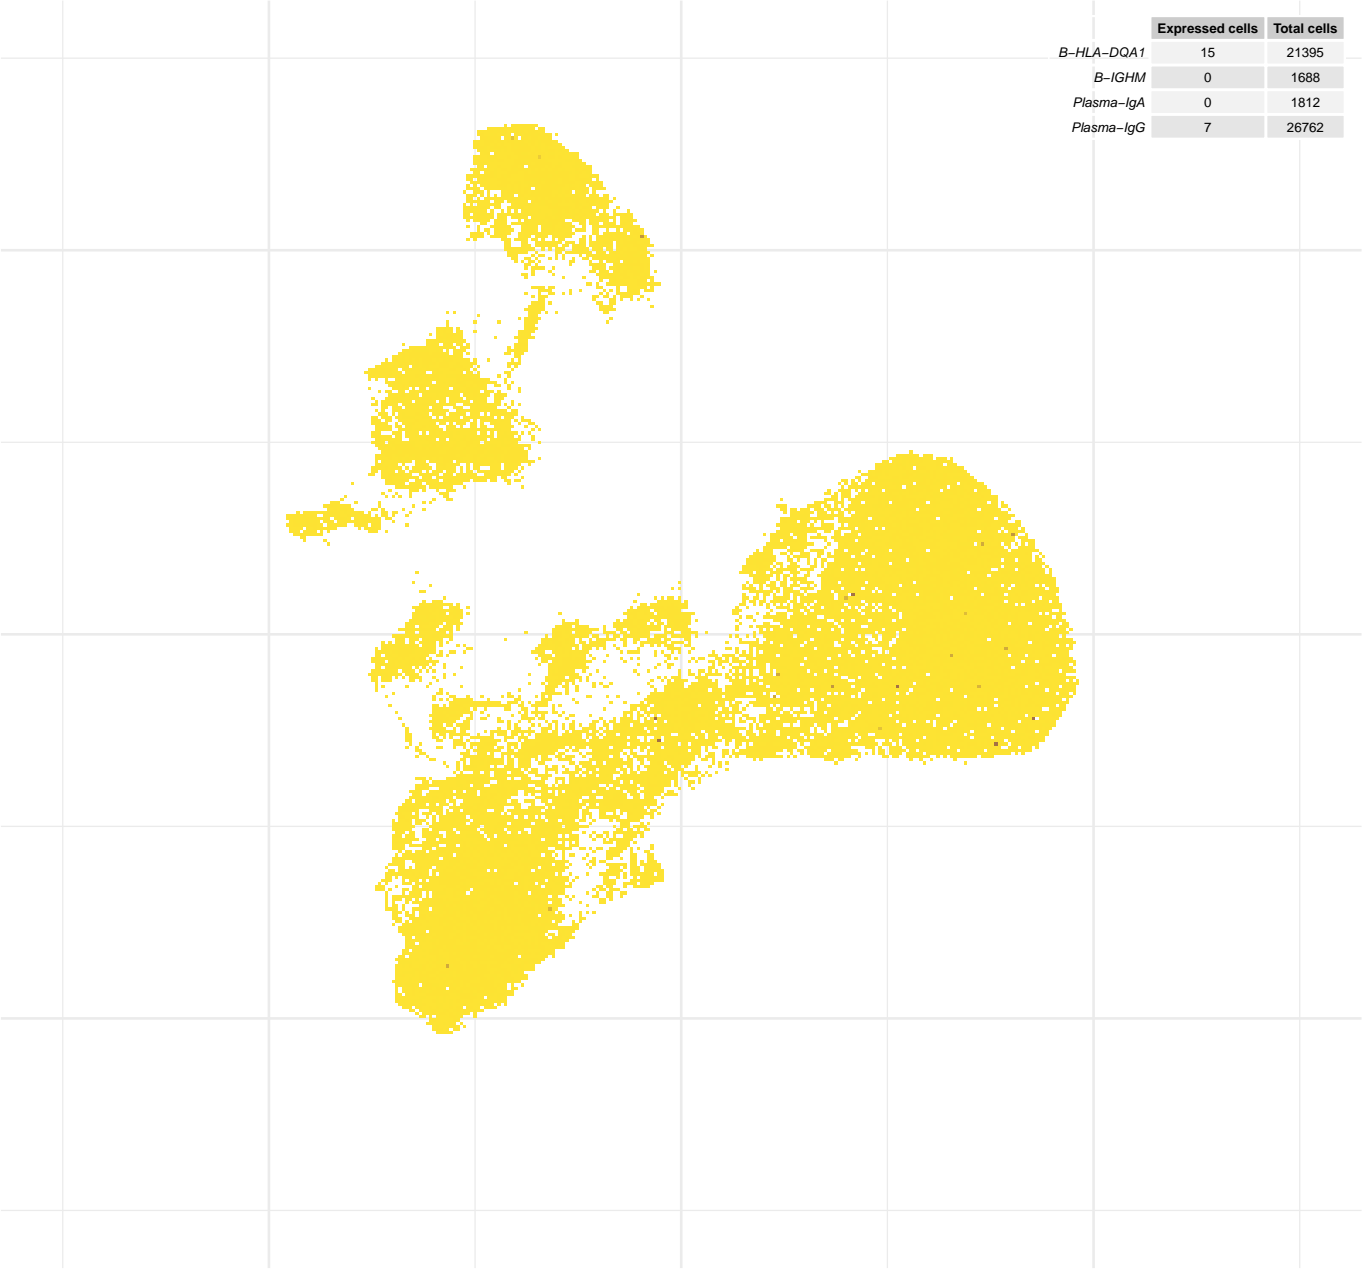 Expressed cells Total cells
B−HLA−DQA1 15 21395
B−IGHM 0 1688
Plasma−IgA 0 1812
Plasma−IgG 7 26762